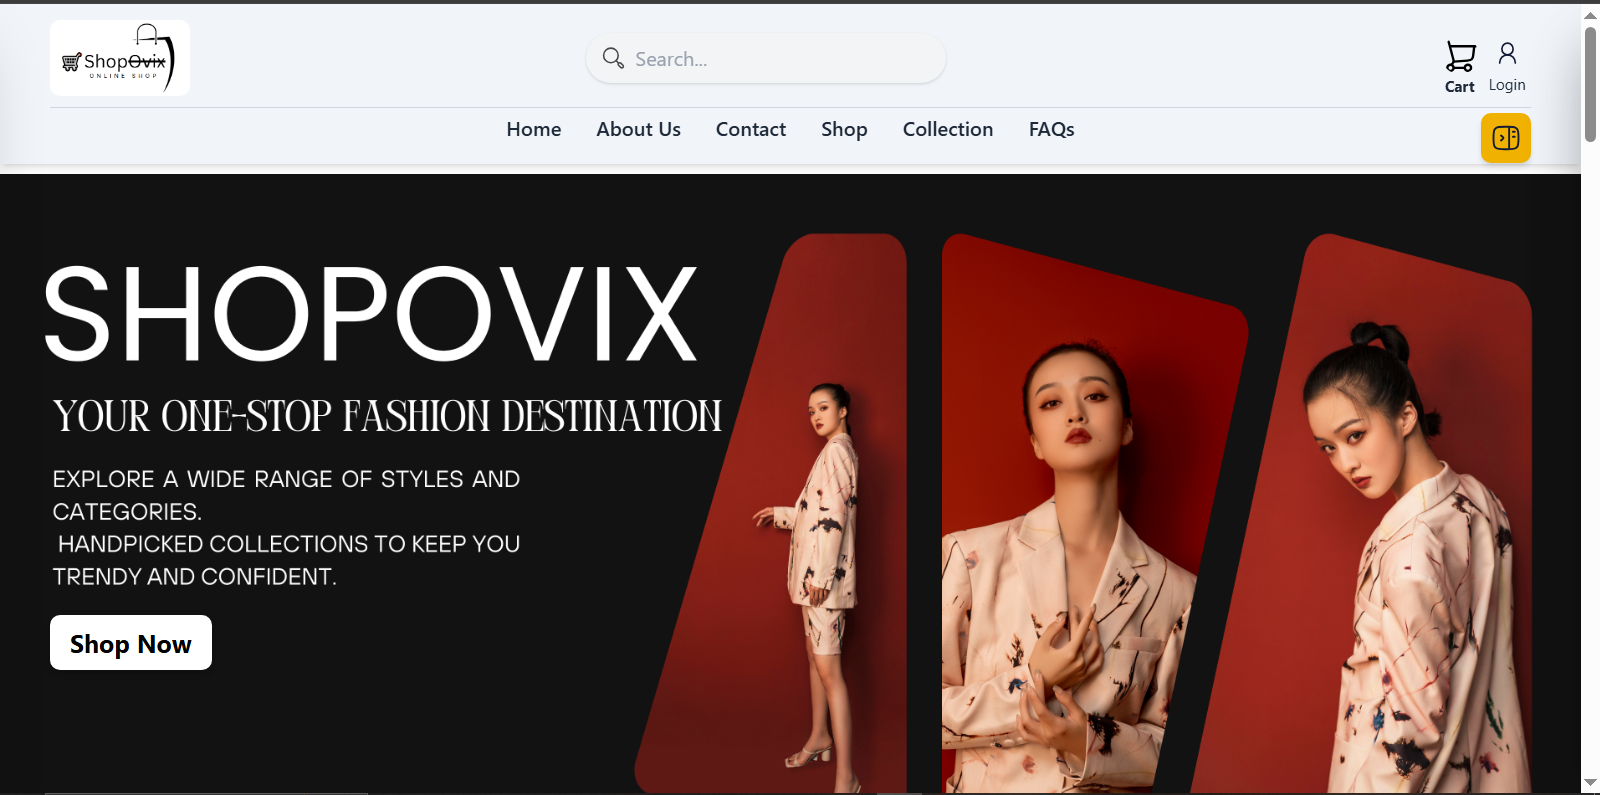 ShopOvix
ONLINE SHOP
Search...
Cart
Login
Home About Us Contact Shop Collection FAQs
SHOPOVIX
YOUR ONE-STOP FASHION DESTINATION
EXPLORE A WIDE RANGE OF STYLES AND
CATEGORIES.
HANDPICKED COLLECTIONS TO KEEP YOU
TRENDY AND CONFIDENT.
Shop Now